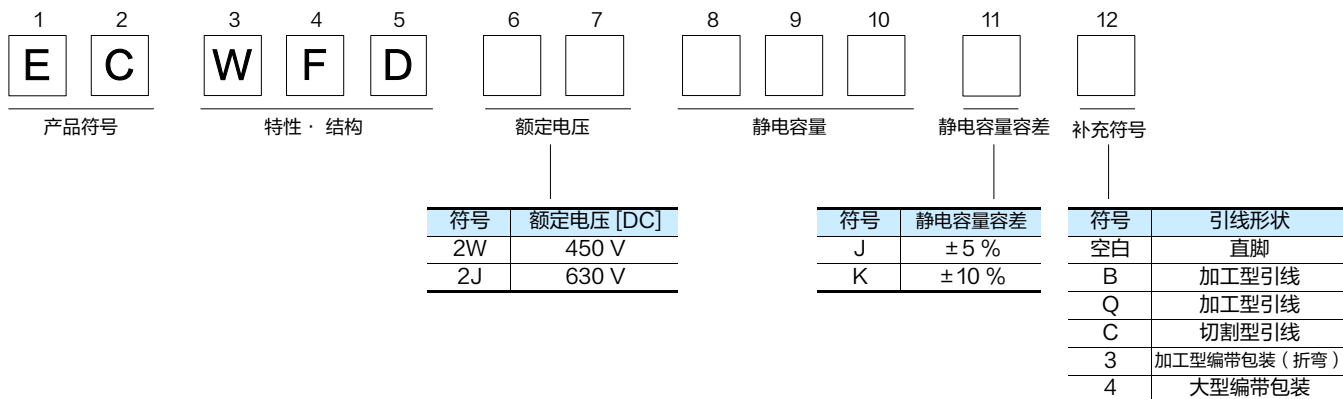 1 2 3 4 5 6 7 8 9 10 11 12
E C W F D
产品符号 特性· 结构 额定电压 静电容量 静电容量容差 补充符号
符号 额定电压 [DC]
2W 450 V
2J 630 V
符号 静电容量容差
J ±5 %
K ±10 %
符号 引线形状
空白 直脚
B 加工型引线
Q 加工型引线
C 切割型引线
3 加工型编带包装（折弯）
4 大型编带包装